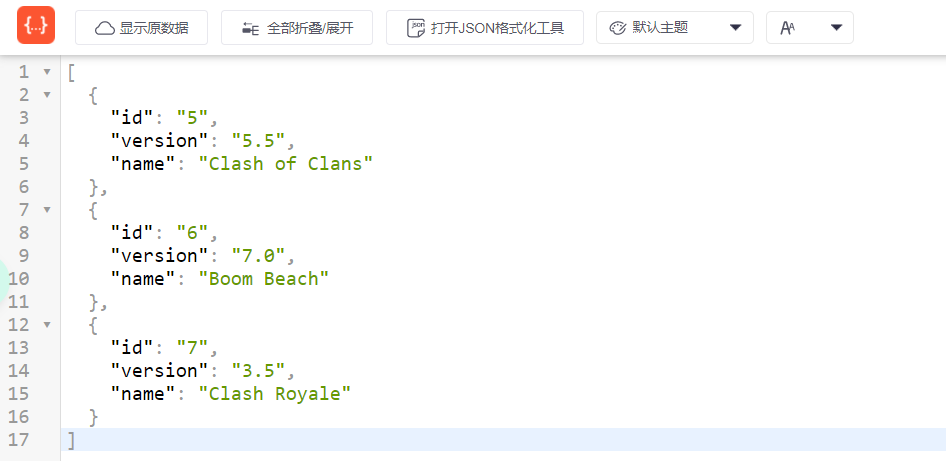 {...} 显示原数据 全部折叠/展开 json 打开JSON格式化工具 默认主题 AA
1 [
2 {
3 "id": "5",
4 "version": "5.5",
5 "name": "Clash of Clans"
6 },
7 {
8 "id": "6",
9 "version": "7.0",
10 "name": "Boom Beach"
11 },
12 {
13 "id": "7",
14 "version": "3.5",
15 "name": "Clash Royale"
16 }
17 ]